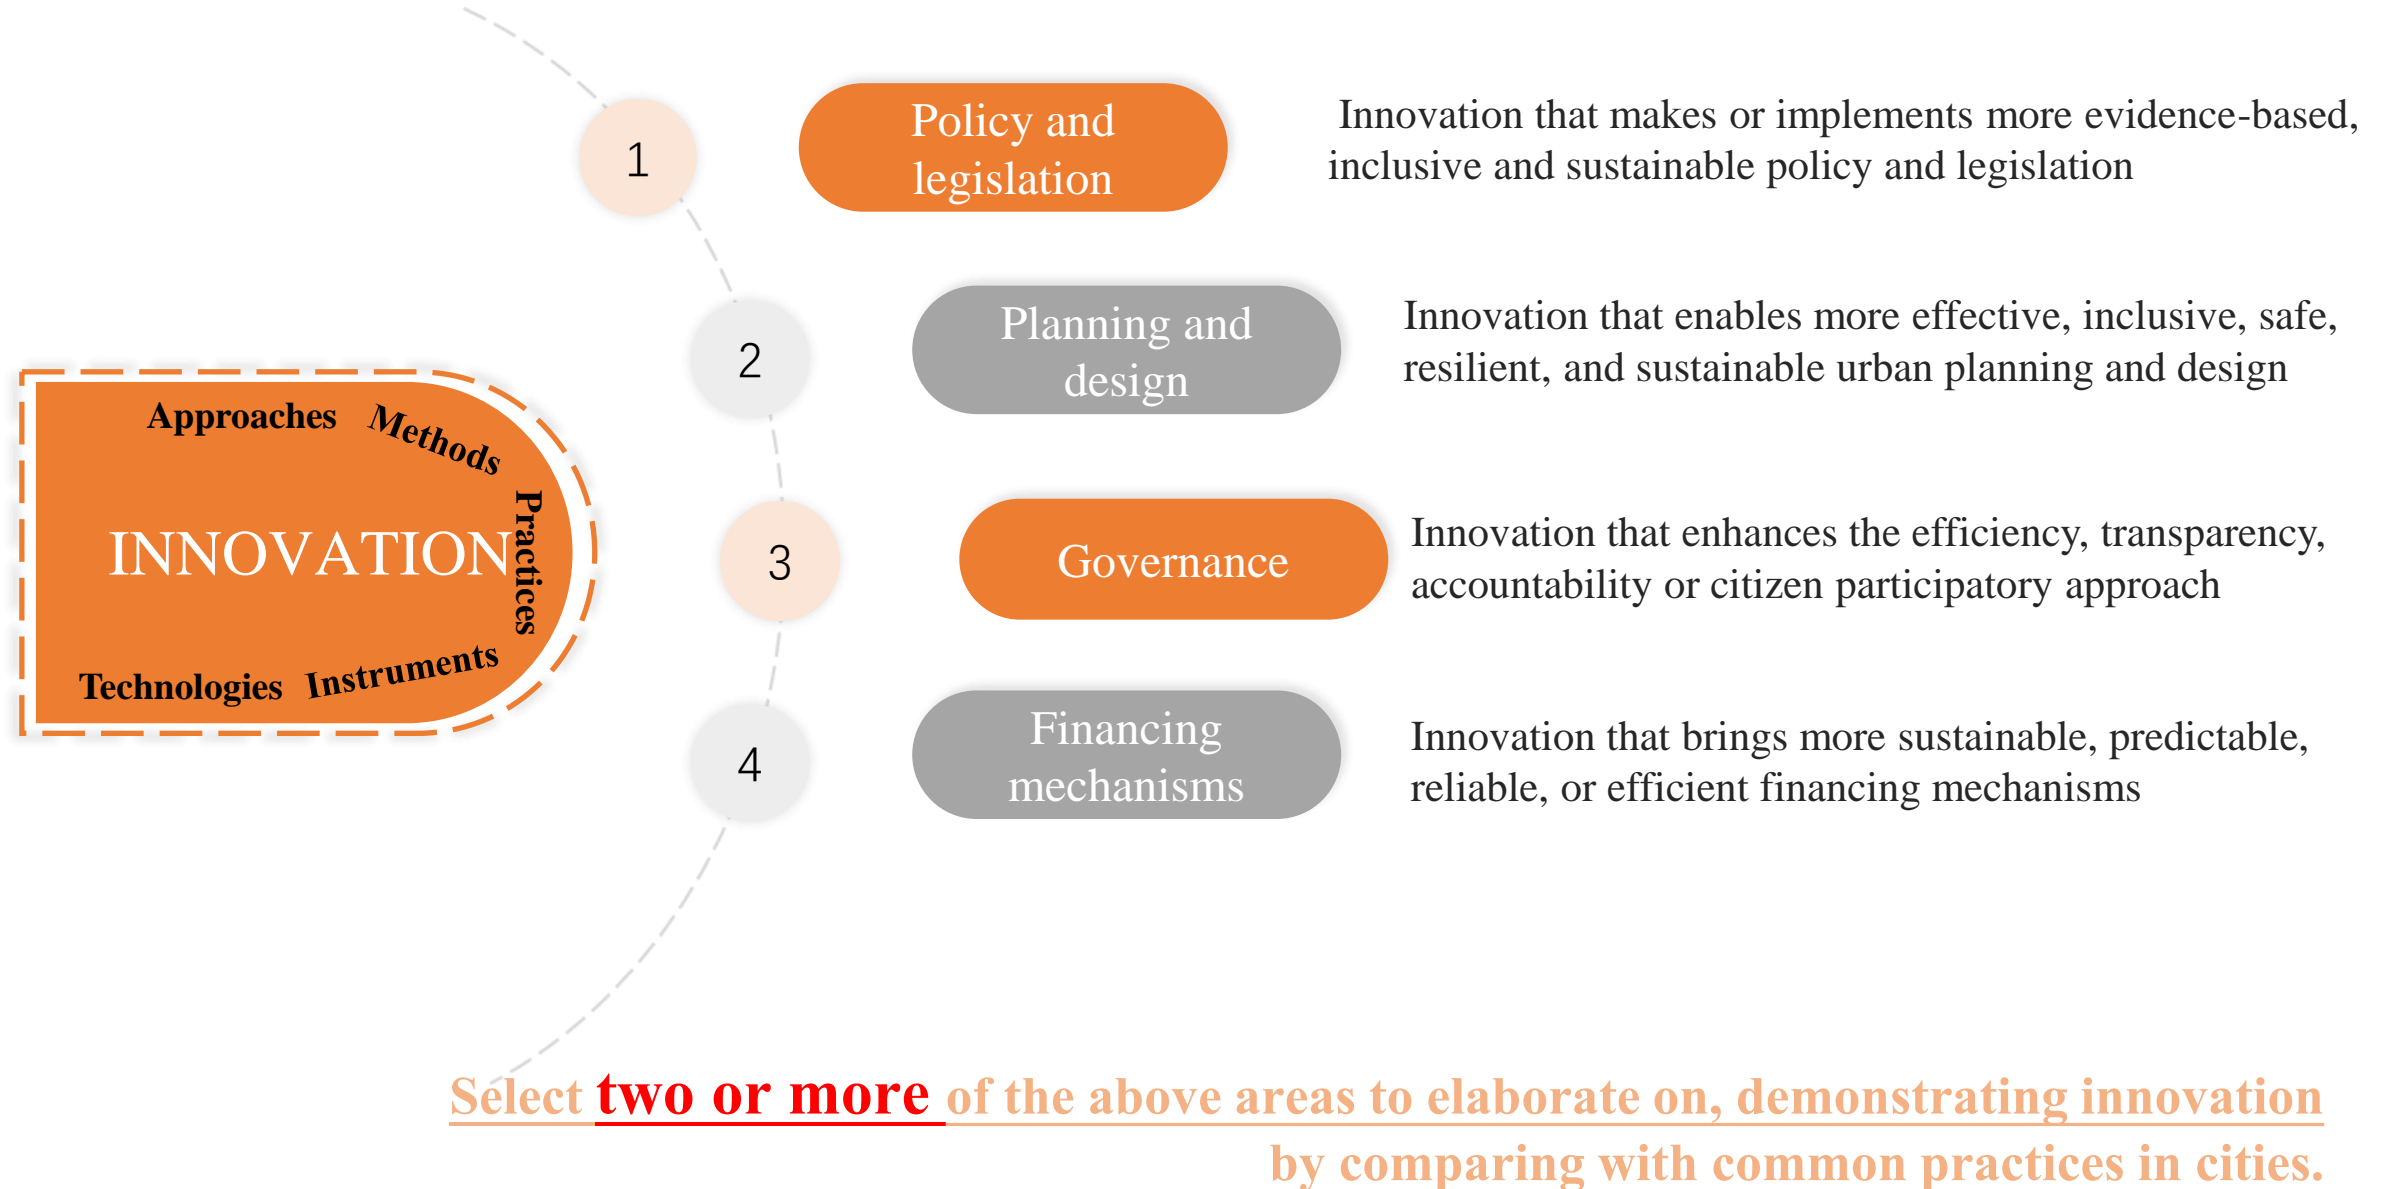 Approaches
Methods
Practices
INNOVATION
Technologies
Instruments
1
Policy and
legislation
Innovation that makes or implements more evidence-based,
inclusive and sustainable policy and legislation
2
Planning and
design
Innovation that enables more effective, inclusive, safe,
resilient, and sustainable urban planning and design
3
Governance
Innovation that enhances the efficiency, transparency,
accountability or citizen participatory approach
4
Financing
mechanisms
Innovation that brings more sustainable, predictable,
reliable, or efficient financing mechanisms
Select two or more of the above areas to elaborate on, demonstrating innovation
by comparing with common practices in cities.